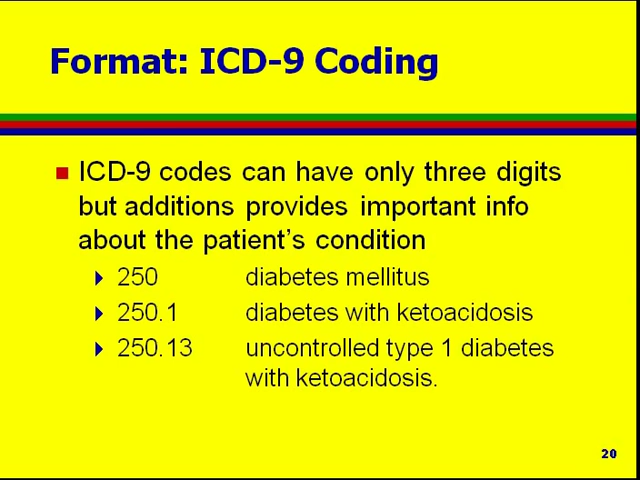 Format: ICD-9 Coding
ICD-9 codes can have only three digits
but additions provides important info
about the patient's condition
250 diabetes mellitus
250.1 diabetes with ketoacidosis
250.13 uncontrolled type 1 diabetes
with ketoacidosis.
20